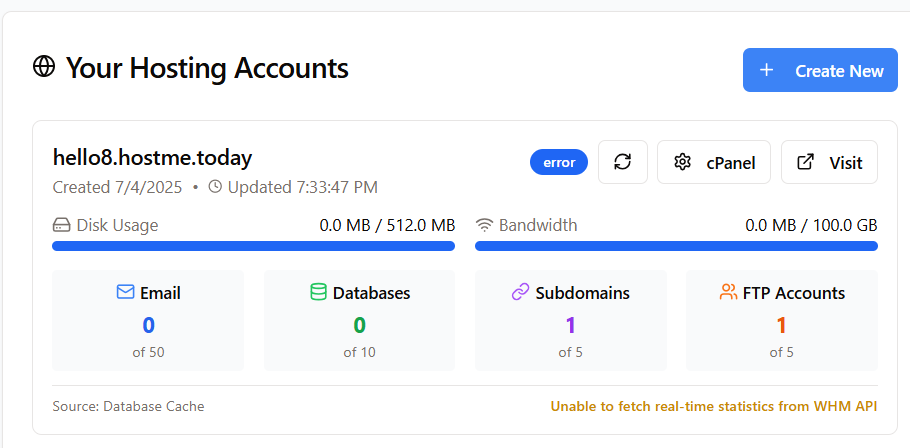 Your Hosting Accounts
+ Create New
hello8.hostme.today
error
cPanel
Visit
Created 7/4/2025 • Updated 7:33:47 PM
Disk Usage 0.0 MB / 512.0 MB
Bandwidth 0.0 MB / 100.0 GB
Email
0
of 50
Databases
0
of 10
Subdomains
1
of 5
FTP Accounts
1
of 5
Source: Database Cache
Unable to fetch real-time statistics from WHM API